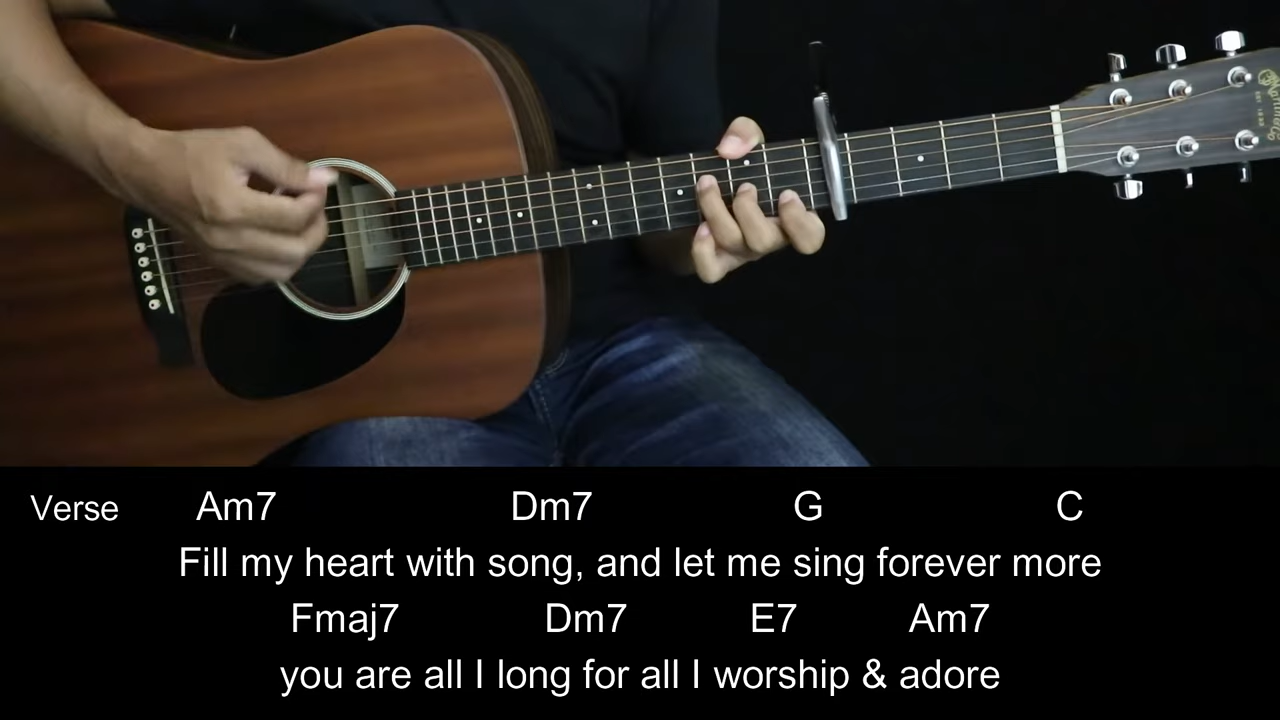 Verse Am7 Dm7 G C
Fill my heart with song, and let me sing forever more
Fmaj7 Dm7 E7 Am7
you are all I long for all I worship & adore